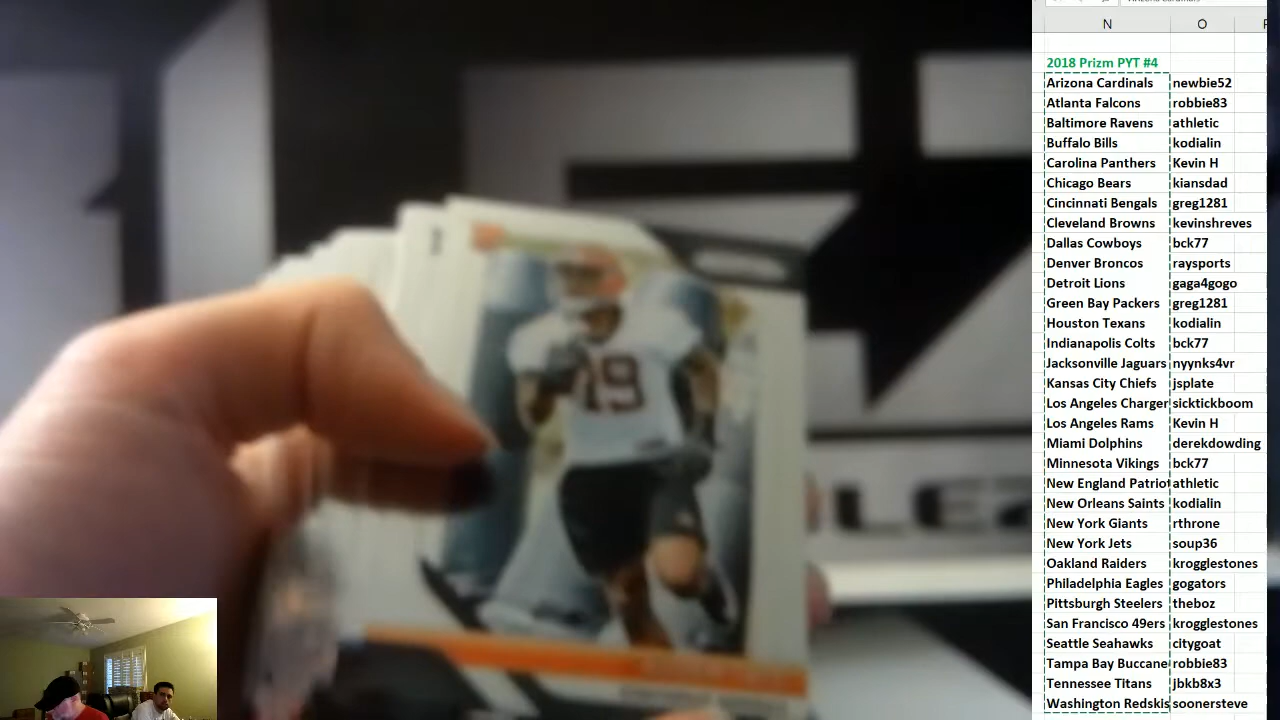 N O
2018 Prizm PYT #4
Arizona Cardinals newbie52
Atlanta Falcons robbie83
Baltimore Ravens athletic
Buffalo Bills kodialin
Carolina Panthers Kevin H
Chicago Bears kiansdad
Cincinnati Bengals greg1281
Cleveland Browns kevinshreves
Dallas Cowboys bck77
Denver Broncos raysports
Detroit Lions gaga4gogo
Green Bay Packers greg1281
Houston Texans kodialin
Indianapolis Colts bck77
Jacksonville Jaguars nyynks4vr
Kansas City Chiefs jsplate
Los Angeles Charger sicktickboom
Los Angeles Rams Kevin H
Miami Dolphins derekdowding
Minnesota Vikings bck77
New England Patriot athletic
New Orleans Saints kodialin
New York Giants rthrone
New York Jets soup36
Oakland Raiders krogglestones
Philadelphia Eagles gogators
Pittsburgh Steelers theboz
San Francisco 49ers krogglestones
Seattle Seahawks citygoat
Tampa Bay Buccane robbie83
Tennessee Titans jbkb8x3
Washington Redskis soonersteve
19